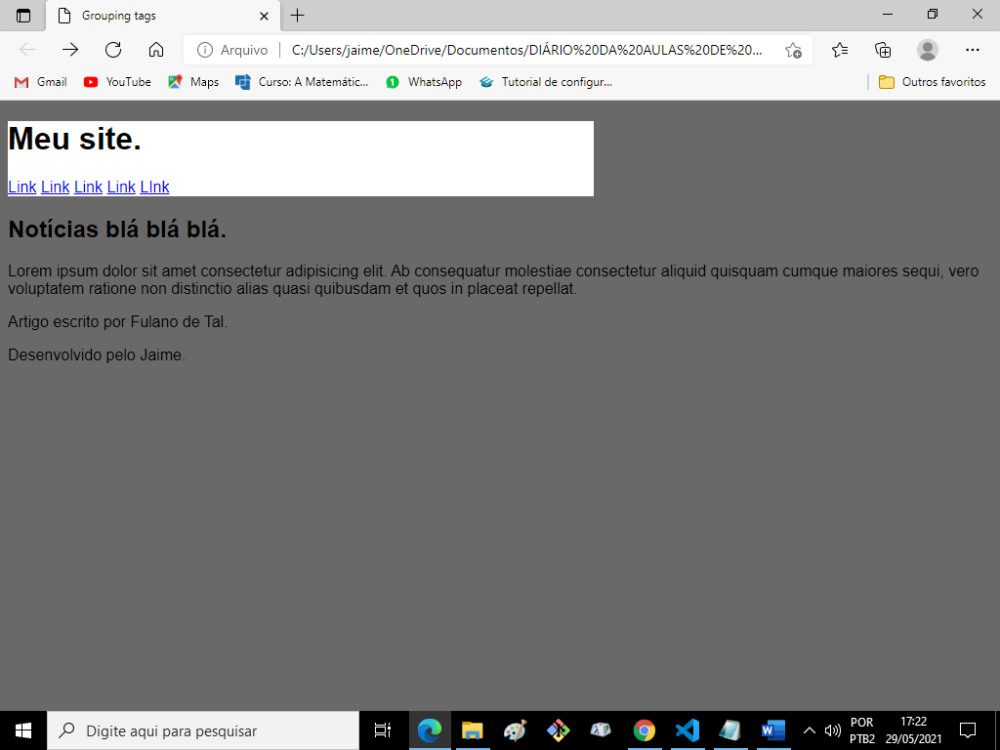 Grouping tags
Arquivo C:/Users/jaime/OneDrive/Documentos/DIÁRIO%20DA%20AULAS%20DE%20...
Gmail YouTube Maps Curso: A Matemátic... 1 WhatsApp Tutorial de configur... Outros favoritos
Meu site.
Link Link Link Link LInk
Notícias blá blá blá.
Lorem ipsum dolor sit amet consectetur adipisicing elit. Ab consequatur molestiae consectetur aliquid quisquam cumque maiores sequi, vero
voluptatem ratione non distinctio alias quasi quibusdam et quos in placeat repellat.
Artigo escrito por Fulano de Tal.
Desenvolvido pelo Jaime.
Digite aqui para pesquisar
POR
PTB2
17:22
29/05/2021